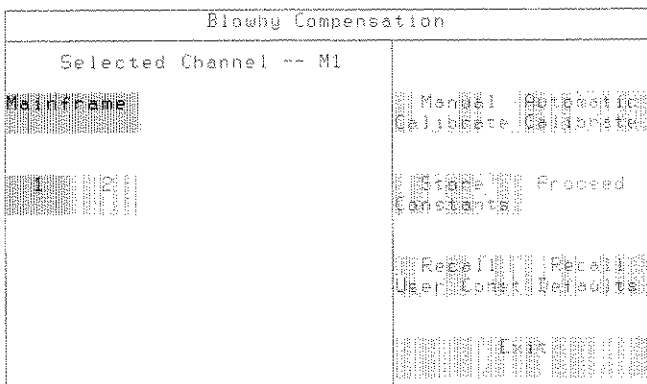 Blowby Compensation
Selected Channel -- M1
Mainframe
1 2
Manual Automatic
Calibrate Calibrate
Store Proceed
Constants
Recall Recall
User Const Defaults
Exit